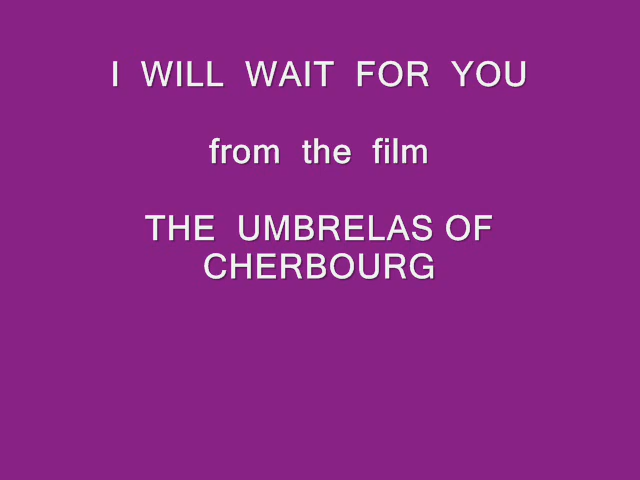 I WILL WAIT FOR YOU
from the film
THE UMBRELAS OF
CHERBOURG